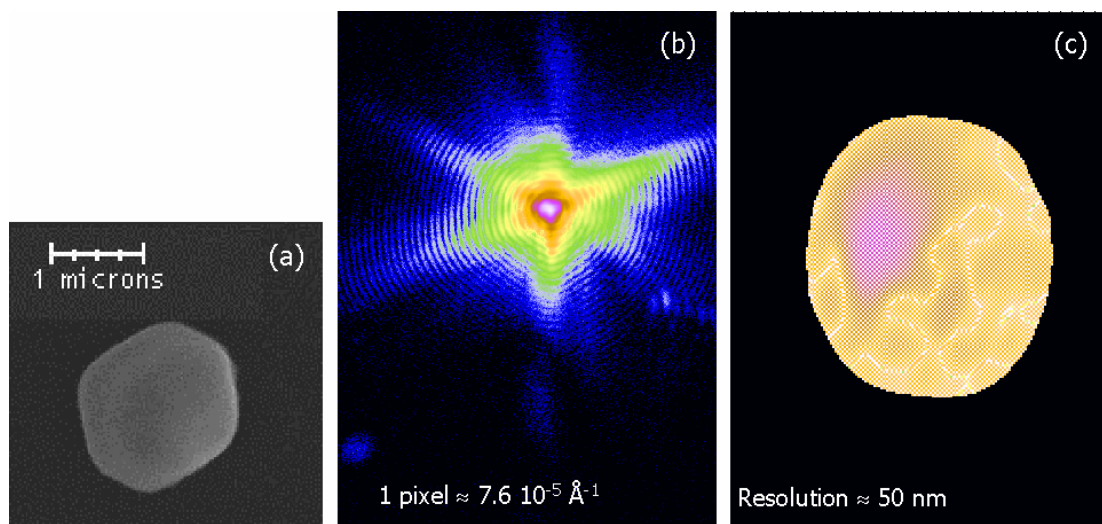 (a)
1 microns
(b)
1 pixel ≈ 7.6 10⁻⁵ Å⁻¹
(c)
Resolution ≈ 50 nm